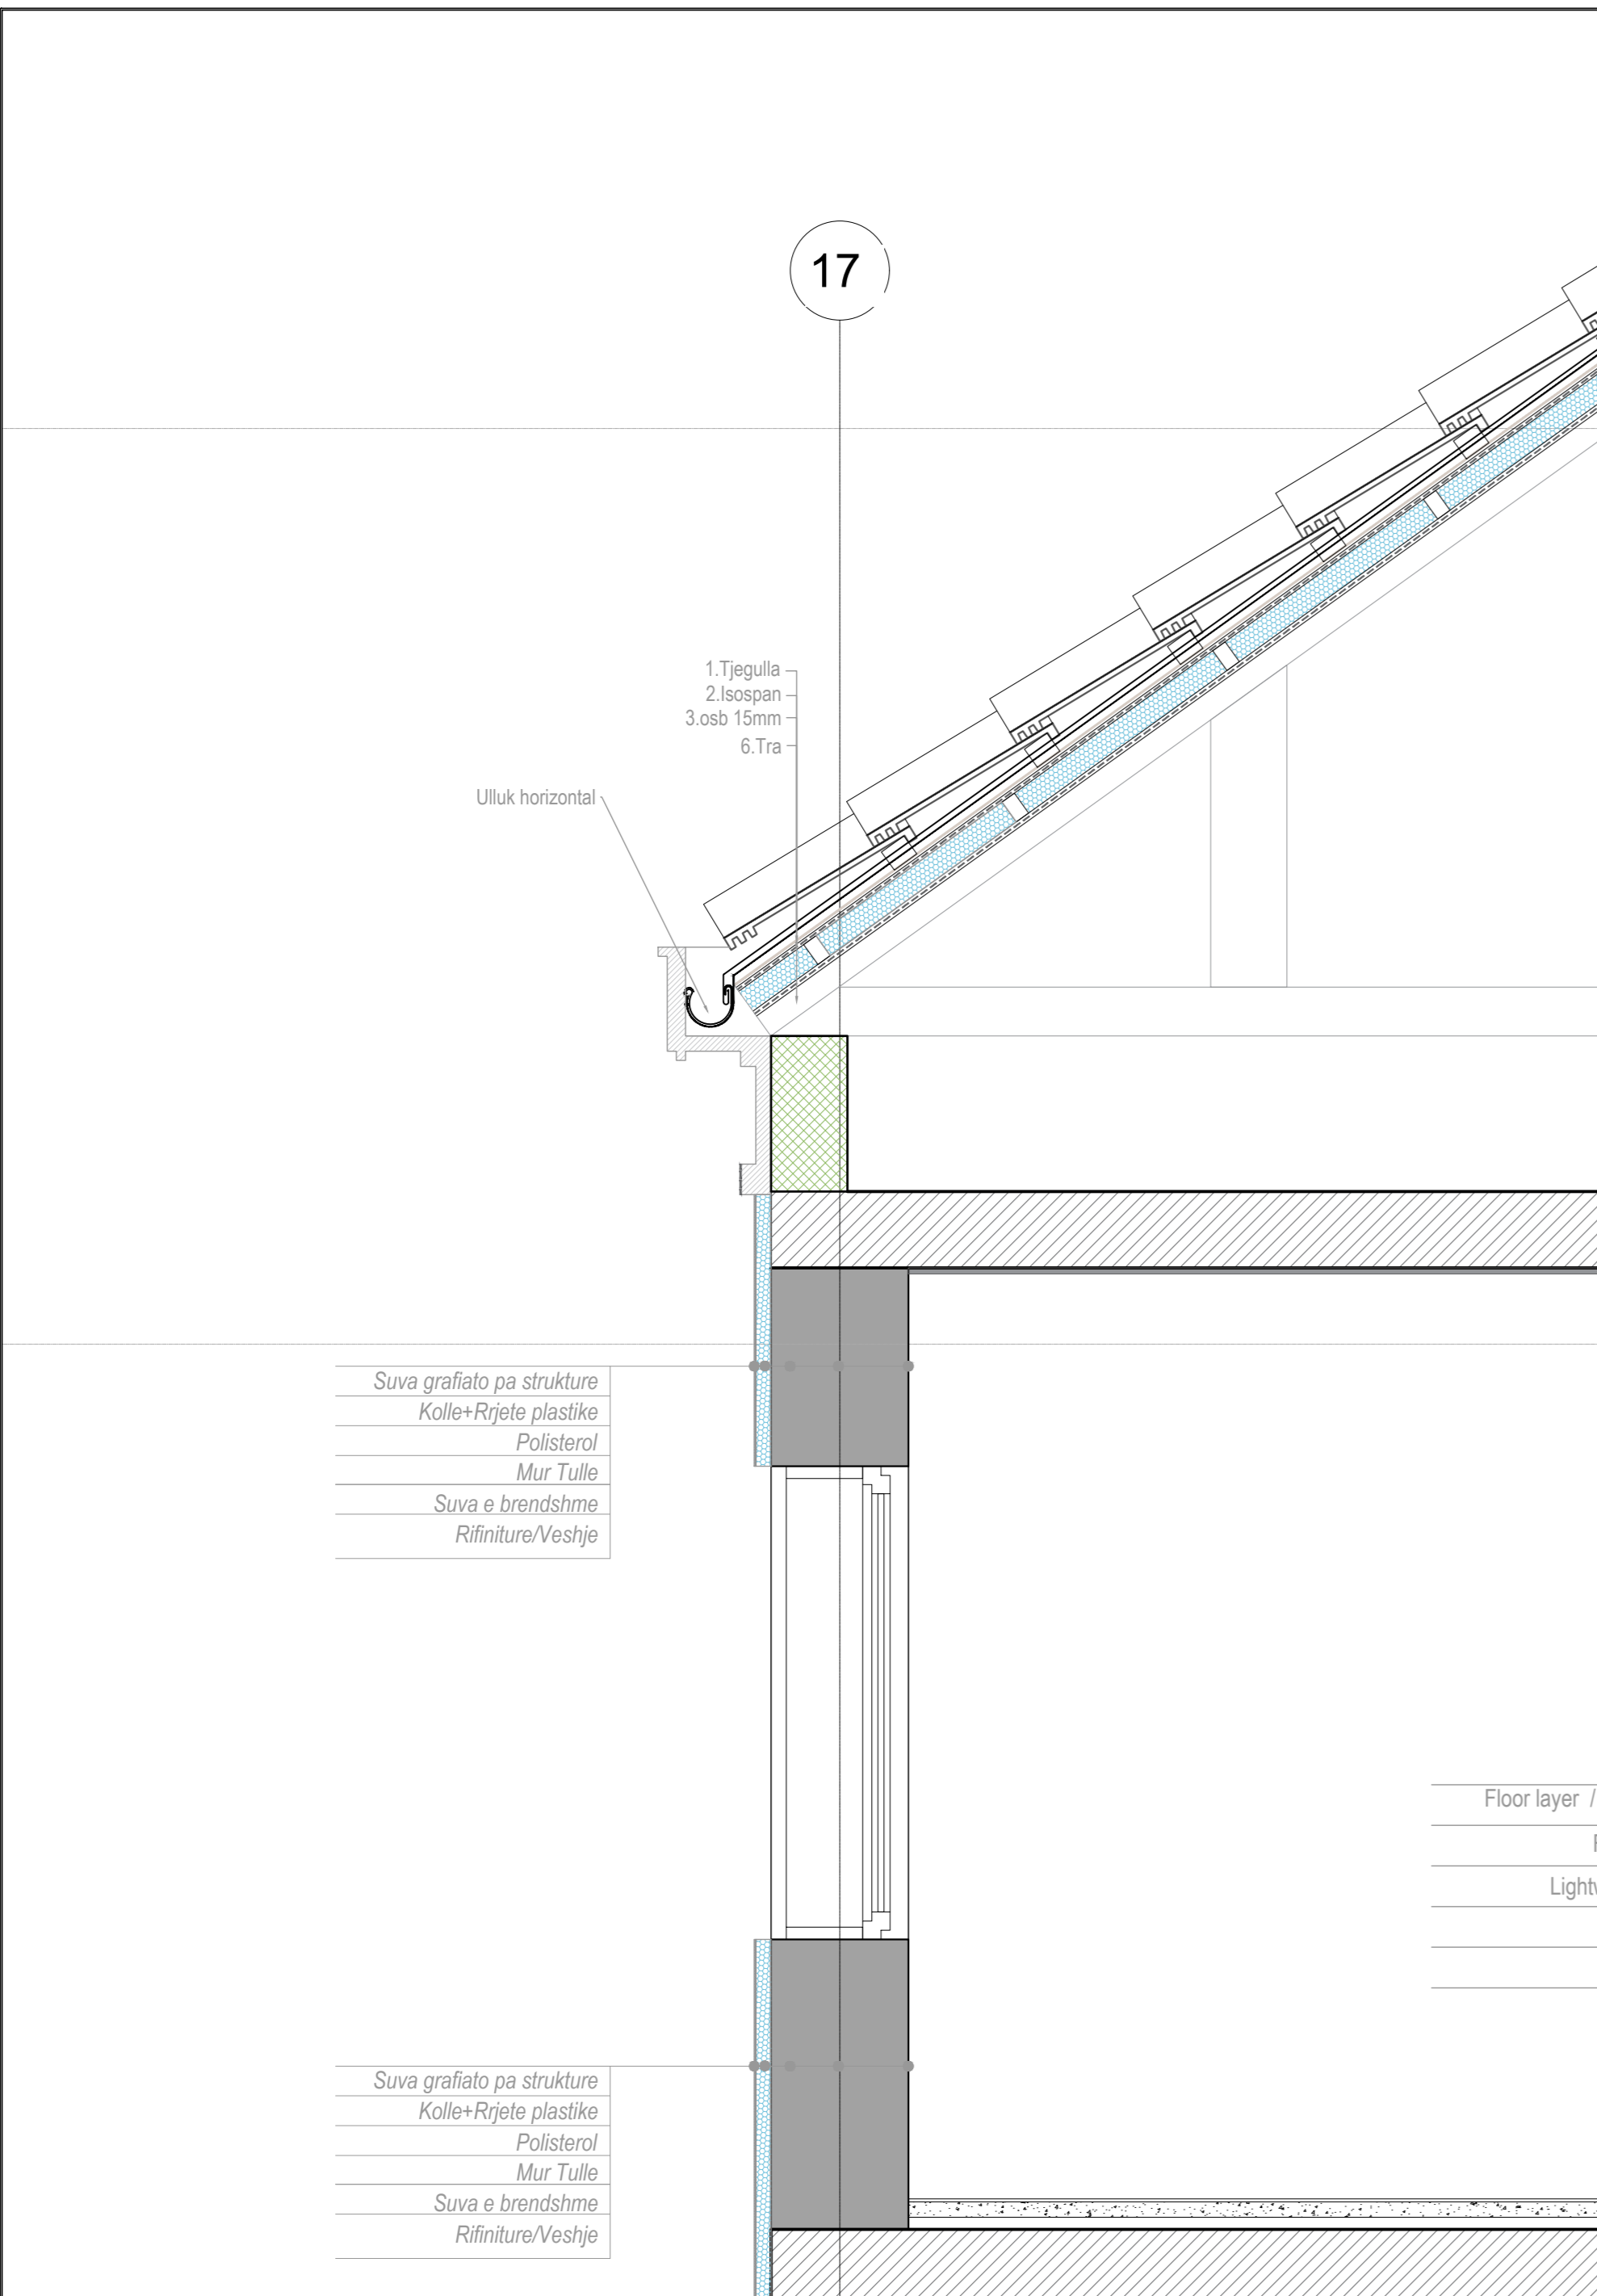 17
1.Tjegulla
2.Isospan
3.osb 15mm
6.Tra
Ulluk horizontal
Suva grafiato pa strukture
Kolle+Rrjete plastike
Polisterol
Mur Tulle
Suva e brendshme
Rifiniture/Veshje
Floor layer /
Suva grafiato pa strukture
Kolle+Rrjete plastike
Polisterol
Mur Tulle
Suva e brendshme
Rifiniture/Veshje